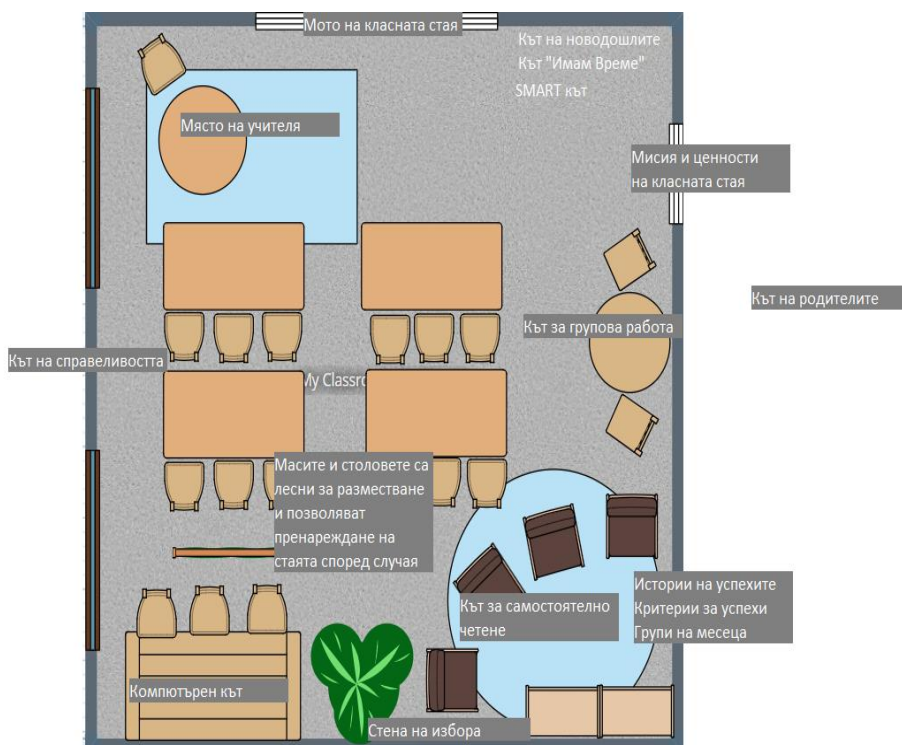 Мото на класната стая
Кът на новодошлите
Кът "Имам Време"
SMART кът
Място на учителя
Мисия и ценности
на класната стая
Кът на родителите
Кът за групова работа
Кът на справеливостта
My Classro
Масите и столовете са
лесни за разместване
и позволяват
пренареждане на
стаята според случая
Истории на успехите
Критерии за успехи
Групи на месеца
Кът за самостоятелно
четене
Компютърен кът
Стена на избора